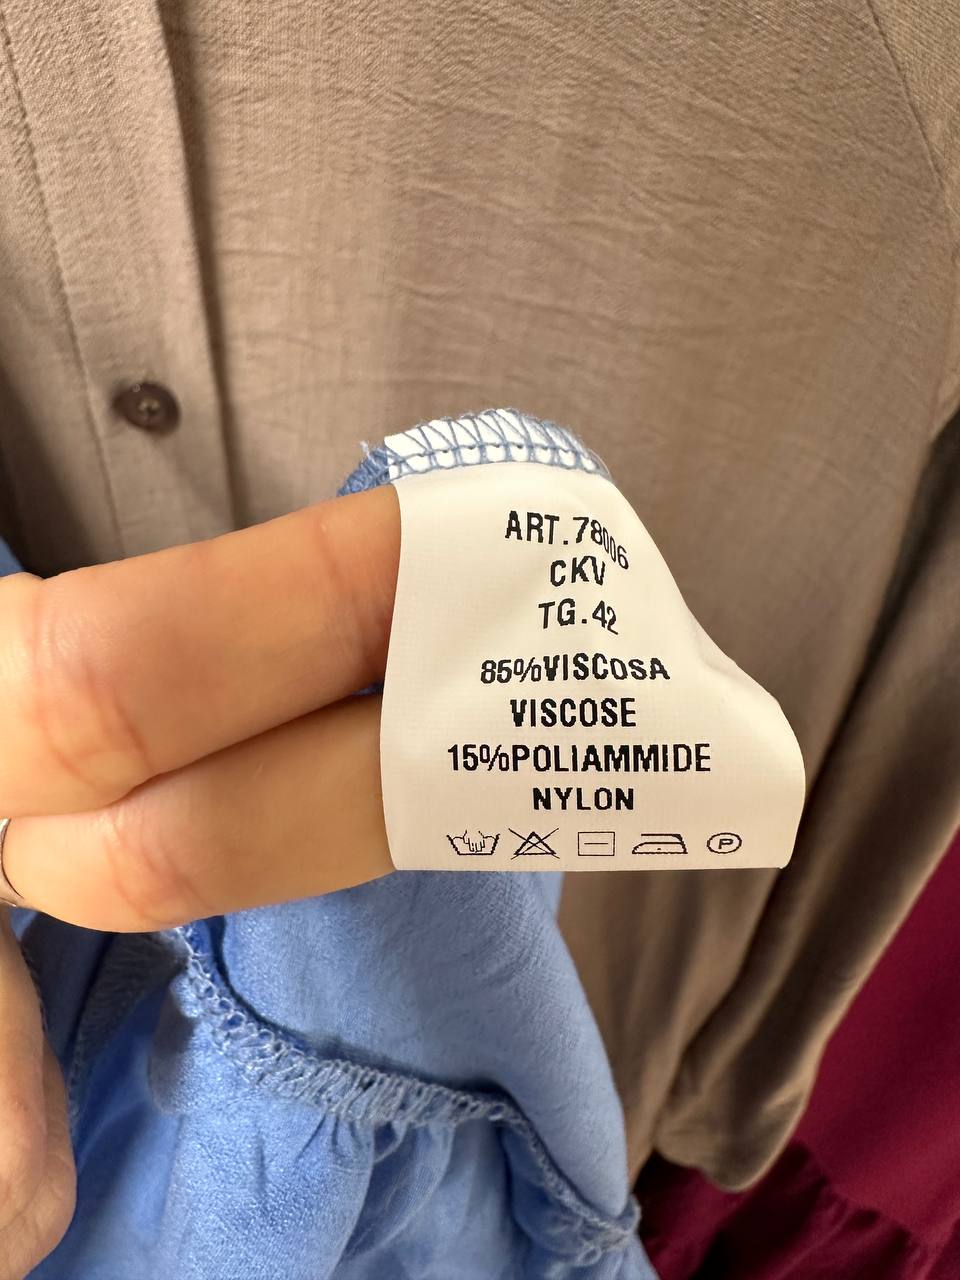 ART.78006
CKV
TG.42
85%VISCOSA
VISCOSE
15%POLIAMMIDE
NYLON
P